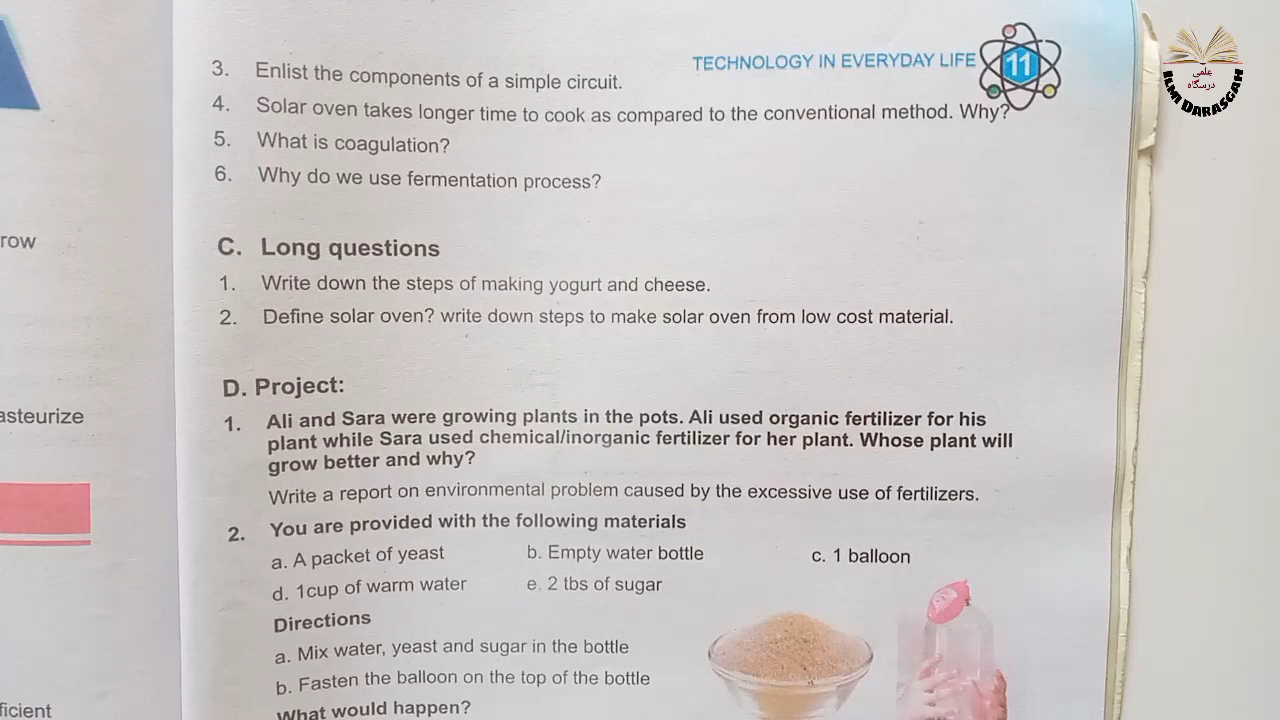 TECHNOLOGY IN EVERYDAY LIFE 11
علمی
درسگاہ
ILMI DARASGAH
3. Enlist the components of a simple circuit.
4. Solar oven takes longer time to cook as compared to the conventional method. Why?
5. What is coagulation?
6. Why do we use fermentation process?
row
C. Long questions
1. Write down the steps of making yogurt and cheese.
2. Define solar oven? write down steps to make solar oven from low cost material.
D. Project:
asteurize
1. Ali and Sara were growing plants in the pots. Ali used organic fertilizer for his
plant while Sara used chemical/inorganic fertilizer for her plant. Whose plant will
grow better and why?
Write a report on environmental problem caused by the excessive use of fertilizers.
2. You are provided with the following materials
a. A packet of yeast b. Empty water bottle c. 1 balloon
d. 1cup of warm water e. 2 tbs of sugar
Directions
a. Mix water, yeast and sugar in the bottle
b. Fasten the balloon on the top of the bottle
What would happen?
ficient